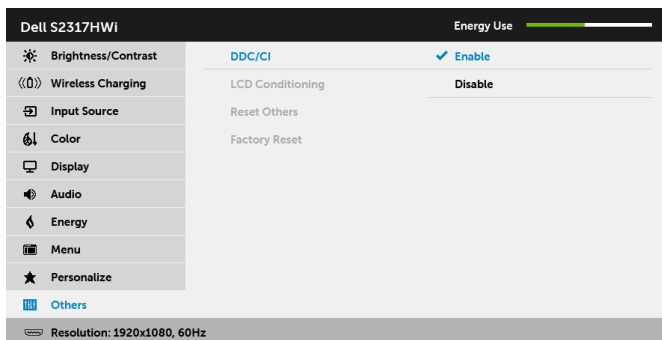 Dell S2317HWi Energy Use
Brightness/Contrast DDC/CI Enable
Wireless Charging LCD Conditioning Disable
Input Source Reset Others
Color Factory Reset
Display
Audio
Energy
Menu
Personalize
Others
Resolution: 1920x1080, 60Hz